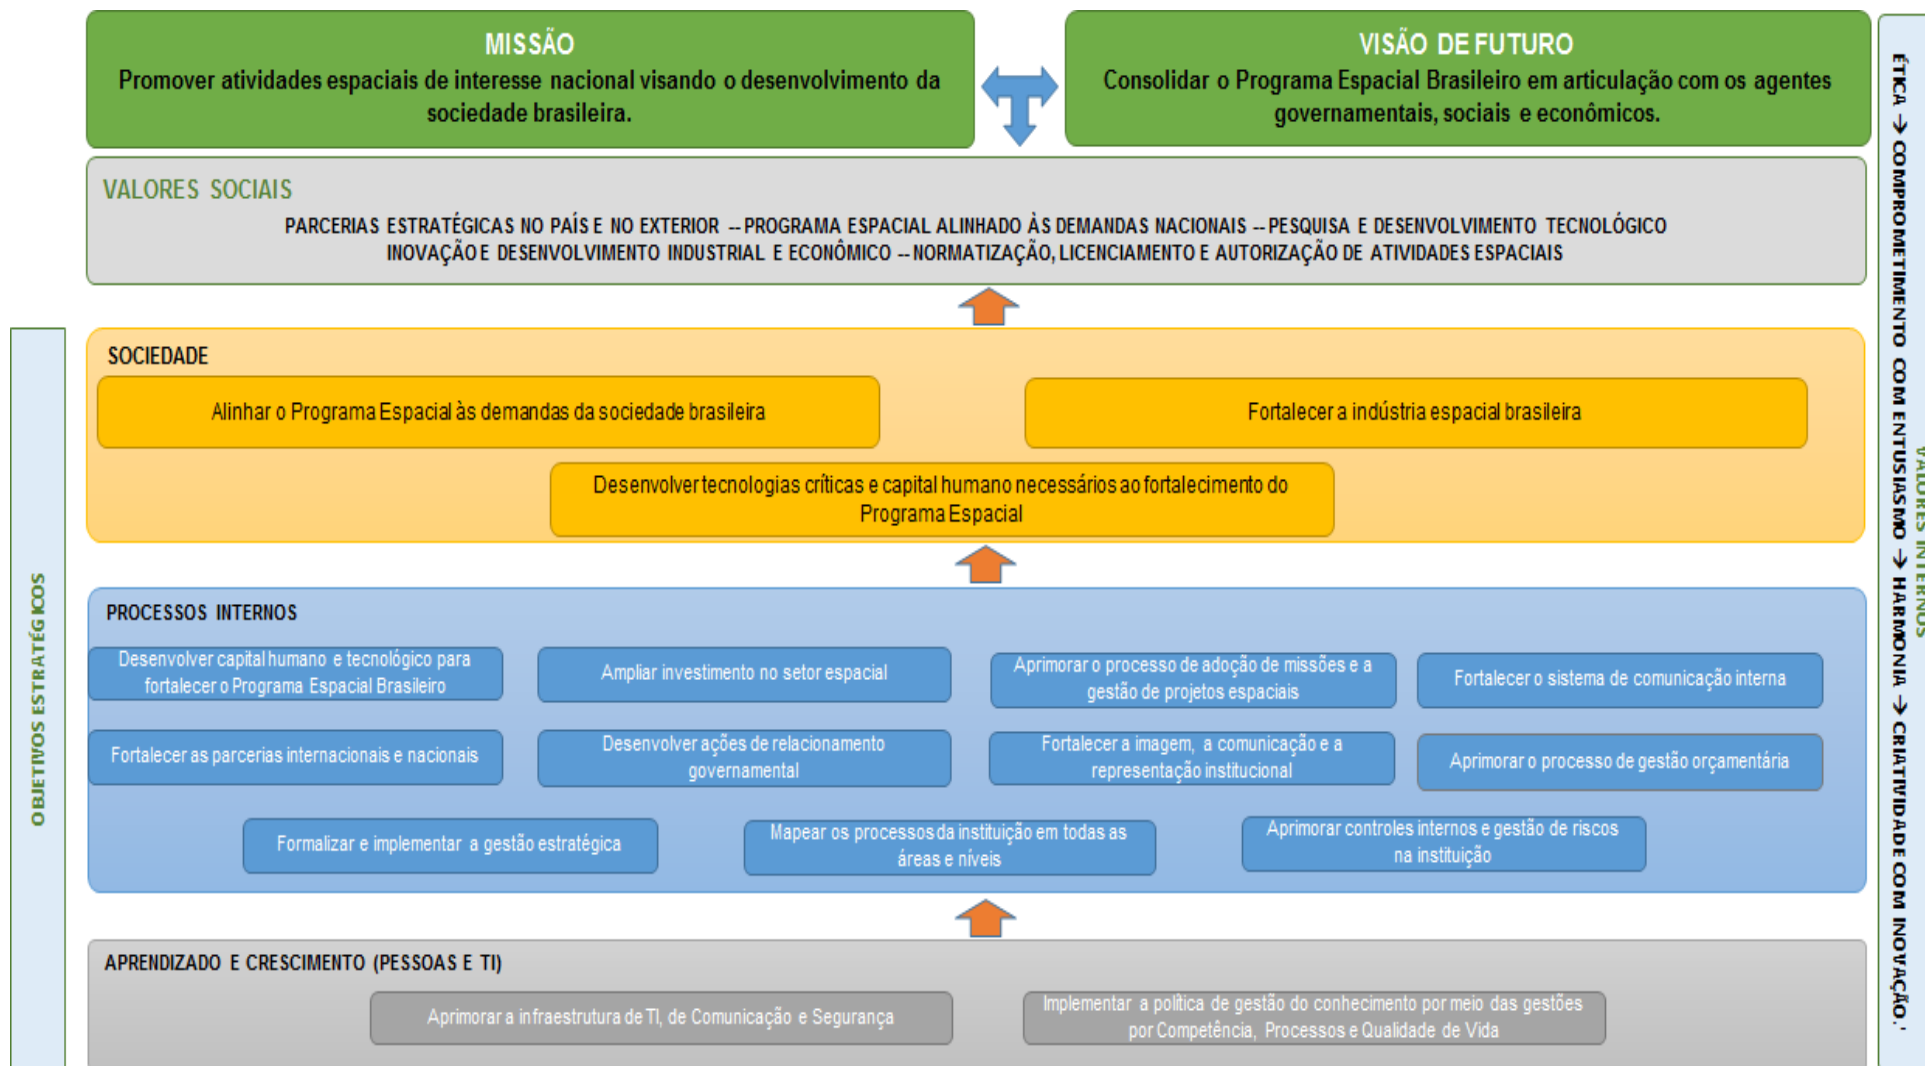 MISSÃO
Promover atividades espaciais de interesse nacional visando o desenvolvimento da
sociedade brasileira.
VISÃO DE FUTURO
Consolidar o Programa Espacial Brasileiro em articulação com os agentes
governamentais, sociais e econômicos.
VALORES SOCIAIS
PARCERIAS ESTRATÉGICAS NO PAÍS E NO EXTERIOR -- PROGRAMA ESPACIAL ALINHADO ÀS DEMANDAS NACIONAIS -- PESQUISA E DESENVOLVIMENTO TECNOLÓGICO
INOVAÇÃO E DESENVOLVIMENTO INDUSTRIAL E ECONÔMICO -- NORMATIZAÇÃO, LICENCIAMENTO E AUTORIZAÇÃO DE ATIVIDADES ESPACIAIS
OBJETIVOS ESTRATÉGICOS
SOCIEDADE
Alinhar o Programa Espacial às demandas da sociedade brasileira
Fortalecer a indústria espacial brasileira
Desenvolver tecnologias críticas e capital humano necessários ao fortalecimento do
Programa Espacial
PROCESSOS INTERNOS
Desenvolver capital humano e tecnológico para
fortalecer o Programa Espacial Brasileiro
Ampliar investimento no setor espacial
Aprimorar o processo de adoção de missões e a
gestão de projetos espaciais
Fortalecer o sistema de comunicação interna
Fortalecer as parcerias internacionais e nacionais
Desenvolver ações de relacionamento
governamental
Fortalecer a imagem, a comunicação e a
representação institucional
Aprimorar o processo de gestão orçamentária
Formalizar e implementar a gestão estratégica
Mapear os processos da instituição em todas as
áreas e níveis
Aprimorar controles internos e gestão de riscos
na instituição
APRENDIZADO E CRESCIMENTO (PESSOAS E TI)
Aprimorar a infraestrutura de TI, de Comunicação e Segurança
Implementar a política de gestão do conhecimento por meio das gestões
por Competência, Processos e Qualidade de Vida
VALORES INTERNOS
ÉTICA → COMPROMETIMENTO COM ENTUSIASMO → HARMONIA → CRIATIVIDADE COM INOVAÇÃO.'